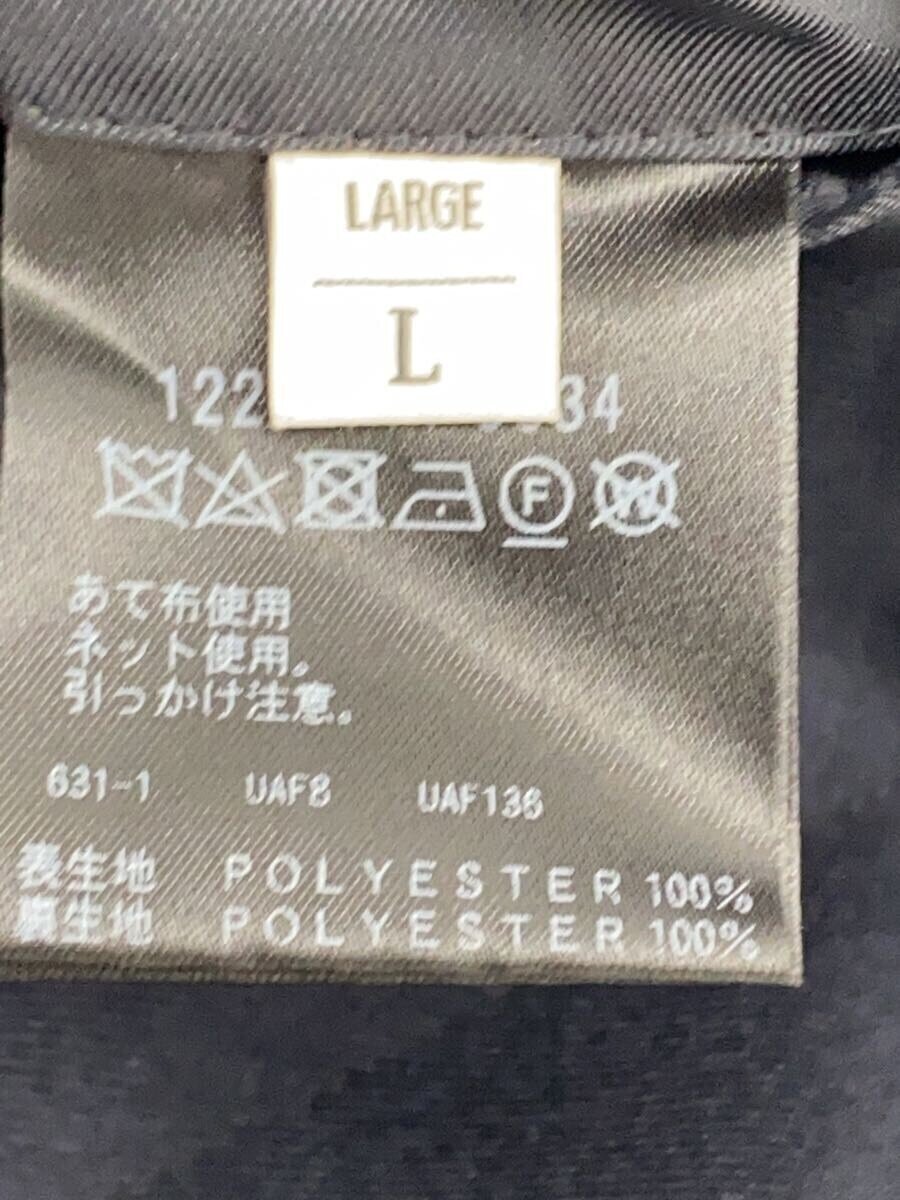 LARGE
L
122 34
F W
あて布使用
ネット使用。
引っかけ注意。
631-1 UAF8 UAF136
表生地 POLYESTER 100%
裏生地 POLYESTER 100%